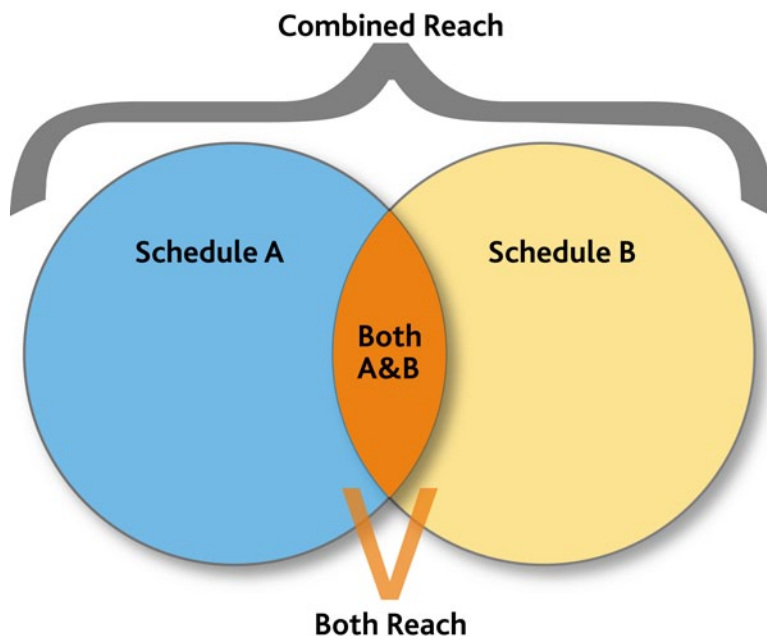 Combined Reach
Schedule A
Schedule B
Both
A&B
Both Reach